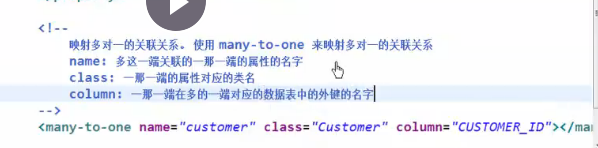 <!--
映射多对一的关联关系。使用 many-to-one 来映射多对一的关联关系
name: 多这一端关联的一那一端的属性的名字
class: 一那一端的属性对应的类名
column: 一那一端在多的一端对应的数据表中的外键的名字
-->
<many-to-one name="customer" class="Customer" column="CUSTOMER_ID"></ma